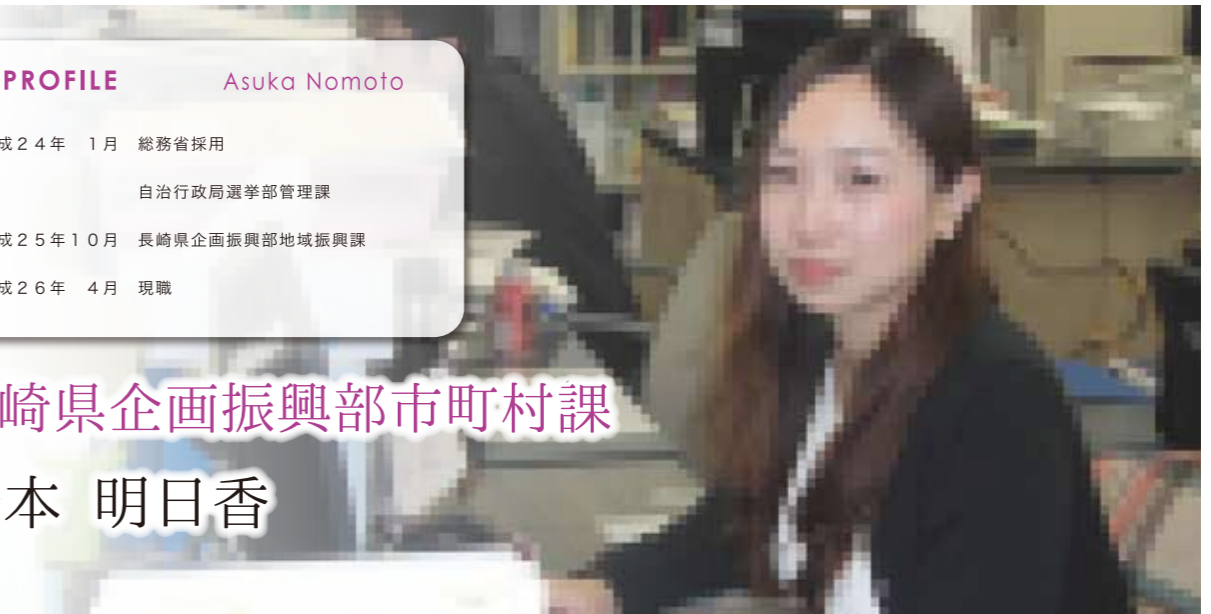 PROFILE Asuka Nomoto
成24年 1月 総務省採用
自治行政局選挙部管理課
成25年10月 長崎県企画振興部地域振興課
成26年 4月 現職
崎県企画振興部市町村課
本 明日香